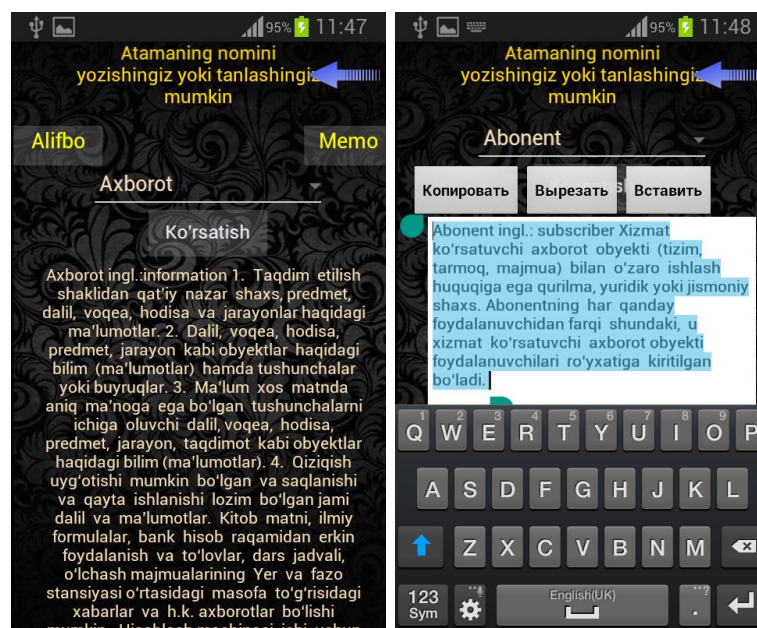 95% 11:47
Atamaning nomini
yozishingiz yoki tanlashingiz
mumkin
Alifbo Memo
Axborot
Ko'rsatish
Axborot ingl.:information 1. Taqdim etilish
shaklidan qat'iy nazar shaxs, predmet,
dalil, voqea, hodisa va jarayonlar haqidagi
ma'lumotlar. 2. Dalil, voqea, hodisa,
predmet, jarayon kabi obyektlar haqidagi
bilim (ma'lumotlar) hamda tushunchalar
yoki buyruqlar. 3. Ma'lum xos matnda
aniq ma'noga ega bo'lgan tushunchalarni
ichiga oluvchi dalil, voqea, hodisa,
predmet, jarayon, taqdimot kabi obyektlar
haqidagi bilim (ma'lumotlar). 4. Qiziqish
uyg'otishi mumkin bo'lgan va saqlanishi
va qayta ishlanishi lozim bo'lgan jami
dalil va ma'lumotlar. Kitob matni, ilmiy
formulalar, bank hisob raqamidan erkin
foydalanish va to'lovlar, dars jadvali,
o'lchash majmualarining Yer va fazo
stansiyasi o'rtasidagi masofa to'g'risidagi
xabarlar va h.k. axborotlar bo'lishi
95% 11:48
Atamaning nomini
yozishingiz yoki tanlashingiz
mumkin
Abonent
Копировать Вырезать Вставить
Abonent ingl.: subscriber Xizmat
ko'rsatuvchi axborot obyekti (tizim,
tarmoq, majmua) bilan o'zaro ishlash
huquqiga ega qurilma, yuridik yoki jismoniy
shaxs. Abonentning har qanday
foydalanuvchidan farqi shundaki, u
xizmat ko'rsatuvchi axborot obyekti
foydalanuvchilari ro'yxatiga kiritilgan
bo'ladi.
1 2 3 4 5 6 7 8 9
Q W E R T Y U I O P
A S D F G H J K L
Z X C V B N M
123
Sym English(UK) . ...?